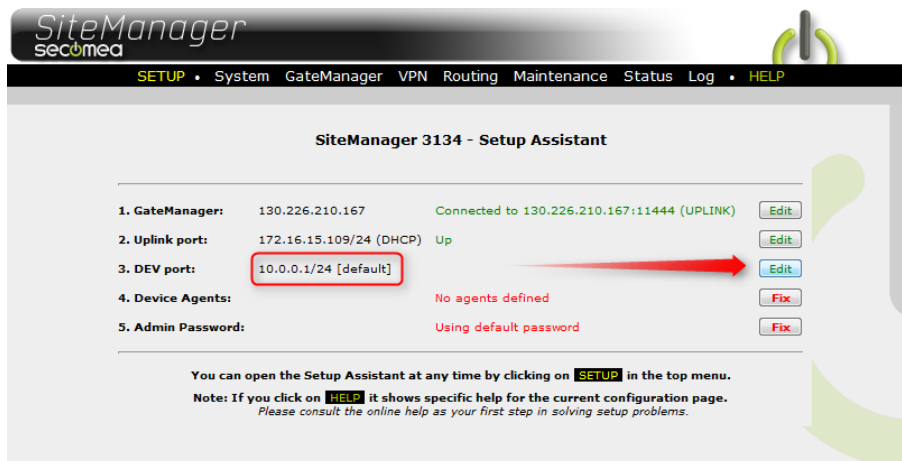 SiteManager
secomea
SETUP • System GateManager VPN Routing Maintenance Status Log • HELP
SiteManager 3134 - Setup Assistant
1. GateManager: 130.226.210.167 Connected to 130.226.210.167:11444 (UPLINK) Edit
2. Uplink port: 172.16.15.109/24 (DHCP) Up Edit
3. DEV port: 10.0.0.1/24 [default] Edit
4. Device Agents: No agents defined Fix
5. Admin Password: Using default password Fix
You can open the Setup Assistant at any time by clicking on SETUP in the top menu.
Note: If you click on HELP it shows specific help for the current configuration page.
Please consult the online help as your first step in solving setup problems.